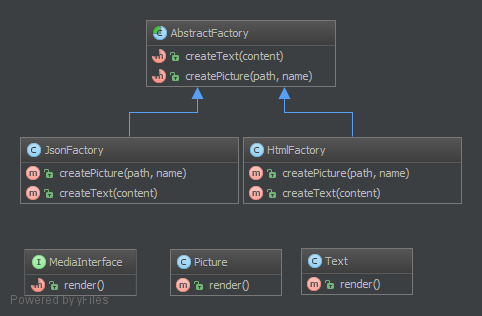 AbstractFactory
createText(content)
createPicture(path, name)
JsonFactory
createPicture(path, name)
createText(content)
HtmlFactory
createPicture(path, name)
createText(content)
MediaInterface
render()
Picture
render()
Text
render()
Powered by yFiles